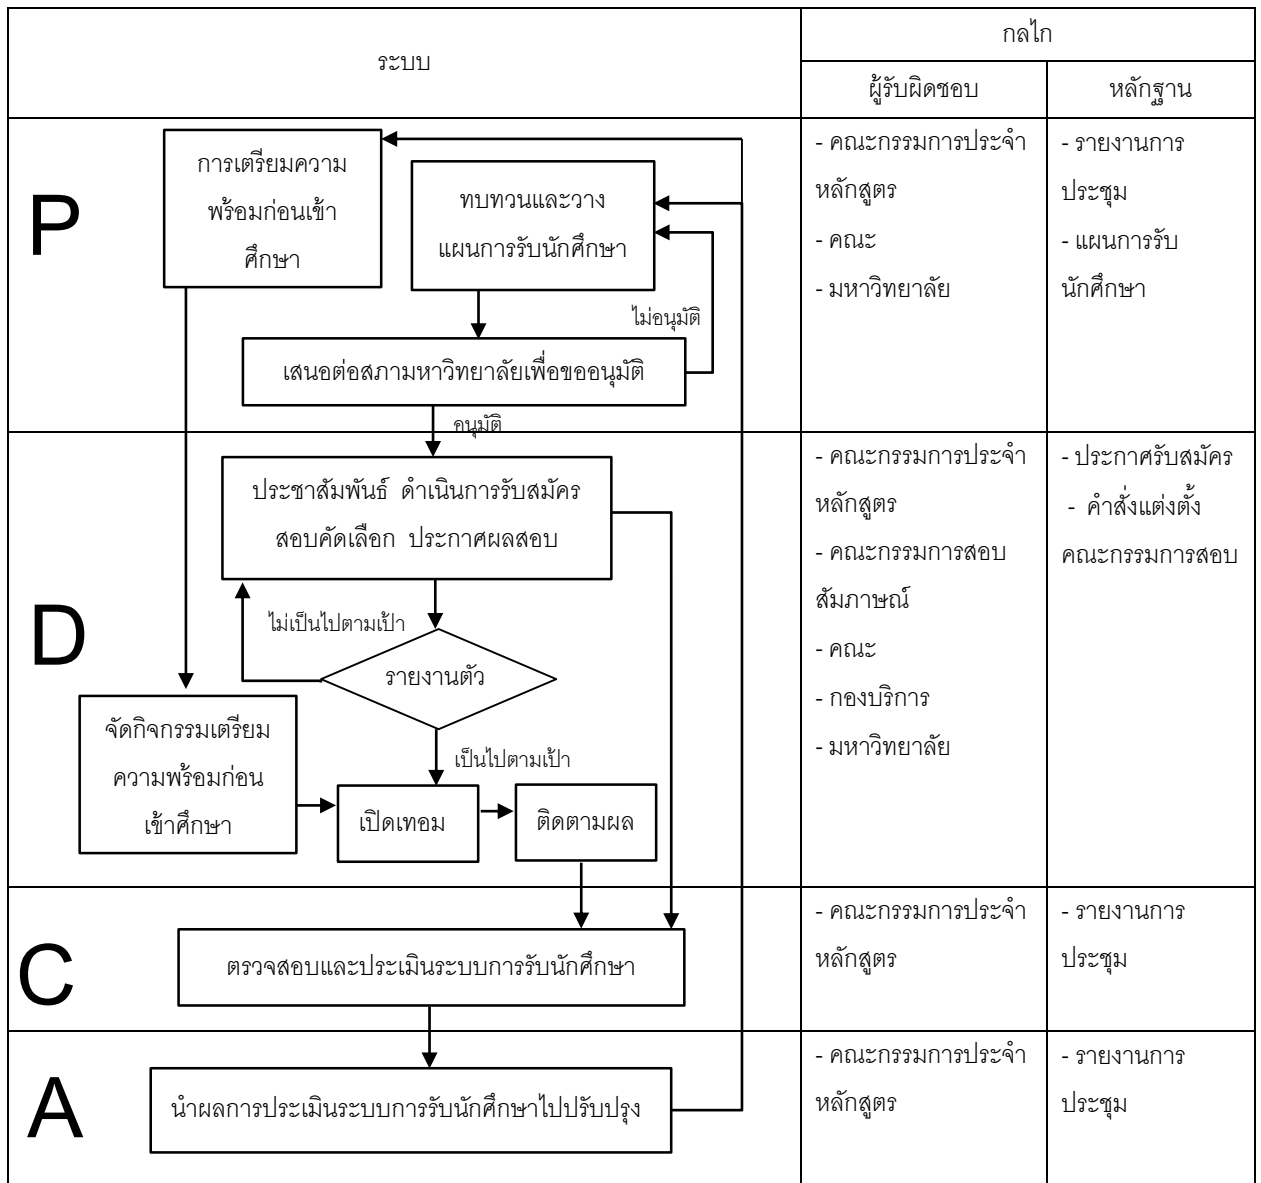 ระบบ
กลไก
ผู้รับผิดชอบ
หลักฐาน
P
การเตรียมความ
พร้อมก่อนเข้า
ศึกษา
ทบทวนและวาง
แผนการรับนักศึกษา
ไม่อนุมัติ
เสนอต่อสภามหาวิทยาลัยเพื่อขออนุมัติ
คนุมัติ
- คณะกรรมการประจำ
หลักสูตร
- คณะ
- มหาวิทยาลัย
- รายงานการ
ประชุม
- แผนการรับ
นักศึกษา
D
ประชาสัมพันธ์ ดำเนินการรับสมัคร
สอบคัดเลือก ประกาศผลสอบ
ไม่เป็นไปตามเป้า
รายงานตัว
จัดกิจกรรมเตรียม
ความพร้อมก่อน
เข้าศึกษา
เป็นไปตามเป้า
เปิดเทอม
ติดตามผล
- คณะกรรมการประจำ
หลักสูตร
- คณะกรรมการสอบ
สัมภาษณ์
- คณะ
- กองบริการ
- มหาวิทยาลัย
- ประกาศรับสมัคร
- คำสั่งแต่งตั้ง
คณะกรรมการสอบ
C
ตรวจสอบและประเมินระบบการรับนักศึกษา
- คณะกรรมการประจำ
หลักสูตร
- รายงานการ
ประชุม
A
นำผลการประเมินระบบการรับนักศึกษาไปปรับปรุง
- คณะกรรมการประจำ
หลักสูตร
- รายงานการ
ประชุม